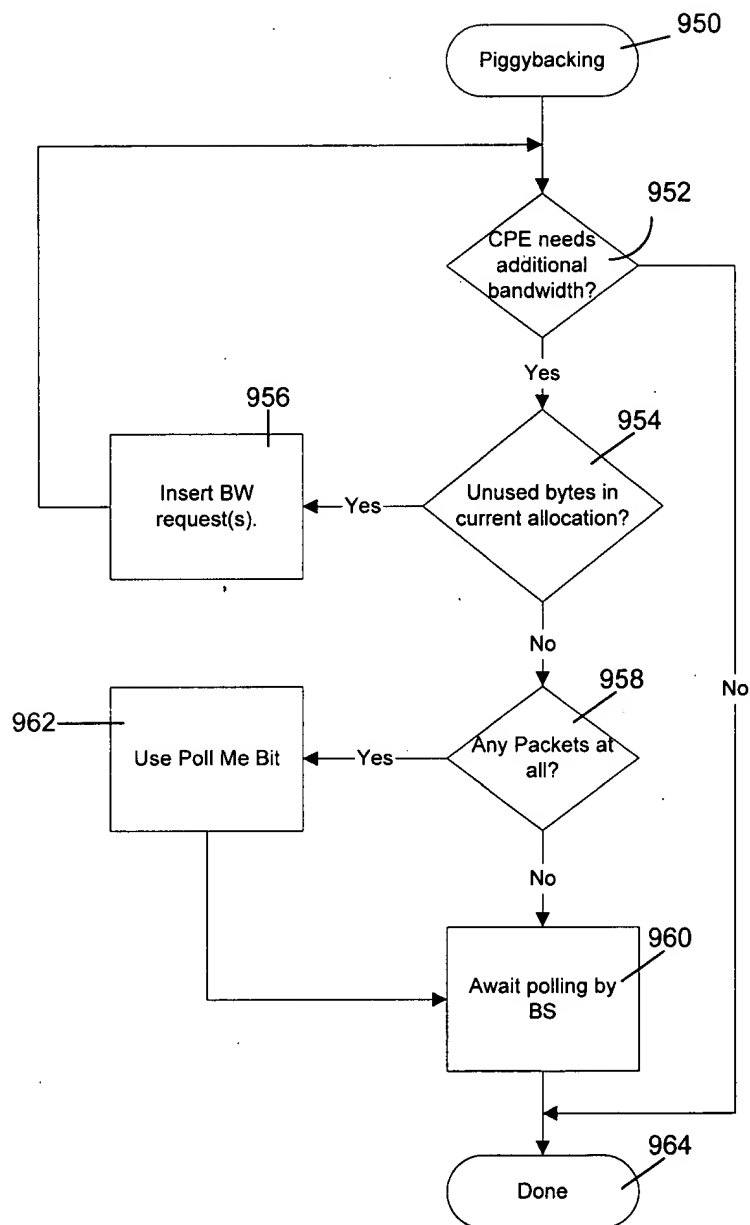 950
Piggybacking
952
CPE needs
additional
bandwidth?
Yes
956
954
Insert BW
request(s).
Yes
Unused bytes in
current allocation?
No
958
No
962
Use Poll Me Bit
Yes
Any Packets at
all?
No
960
Await polling by
BS
964
Done